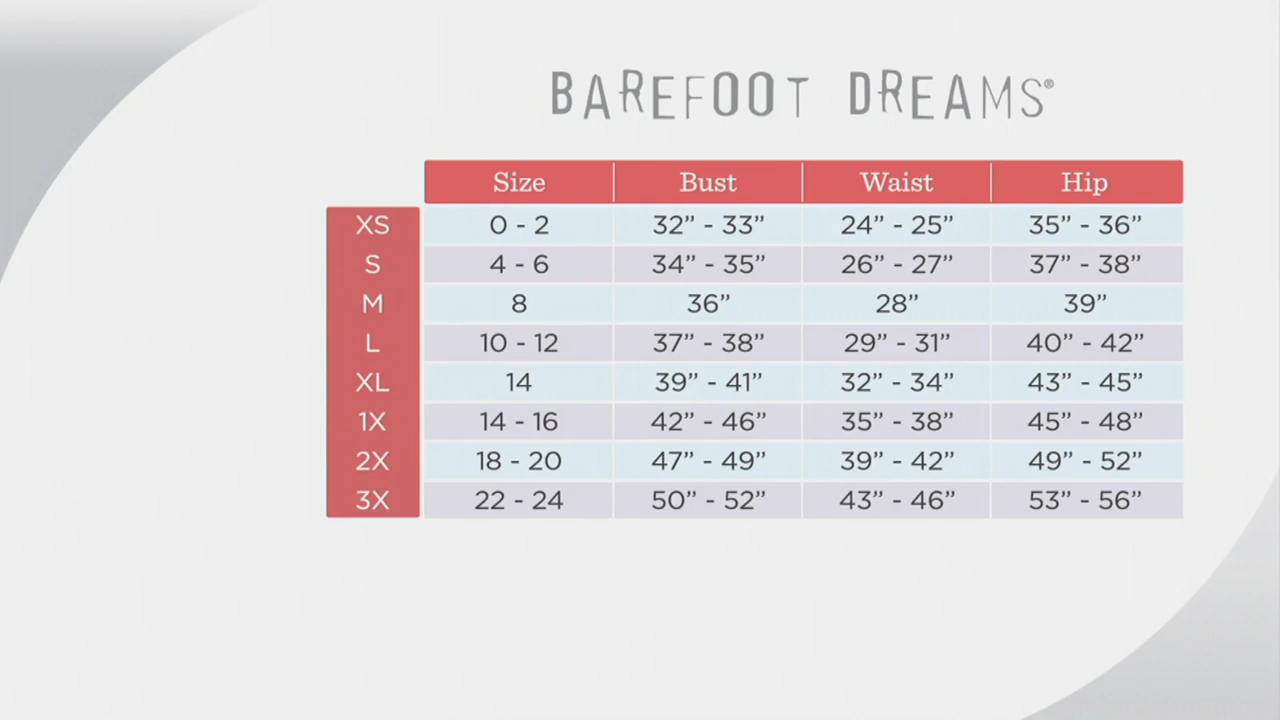 BAREFOOT DREAMS®
Size Bust Waist Hip
XS 0 - 2 32” - 33” 24” - 25” 35” - 36”
S 4 - 6 34” - 35” 26” - 27” 37” - 38”
M 8 36” 28” 39”
L 10 - 12 37” - 38” 29” - 31” 40” - 42”
XL 14 39” - 41” 32” - 34” 43” - 45”
1X 14 - 16 42” - 46” 35” - 38” 45” - 48”
2X 18 - 20 47” - 49” 39” - 42” 49” - 52”
3X 22 - 24 50” - 52” 43” - 46” 53” - 56”